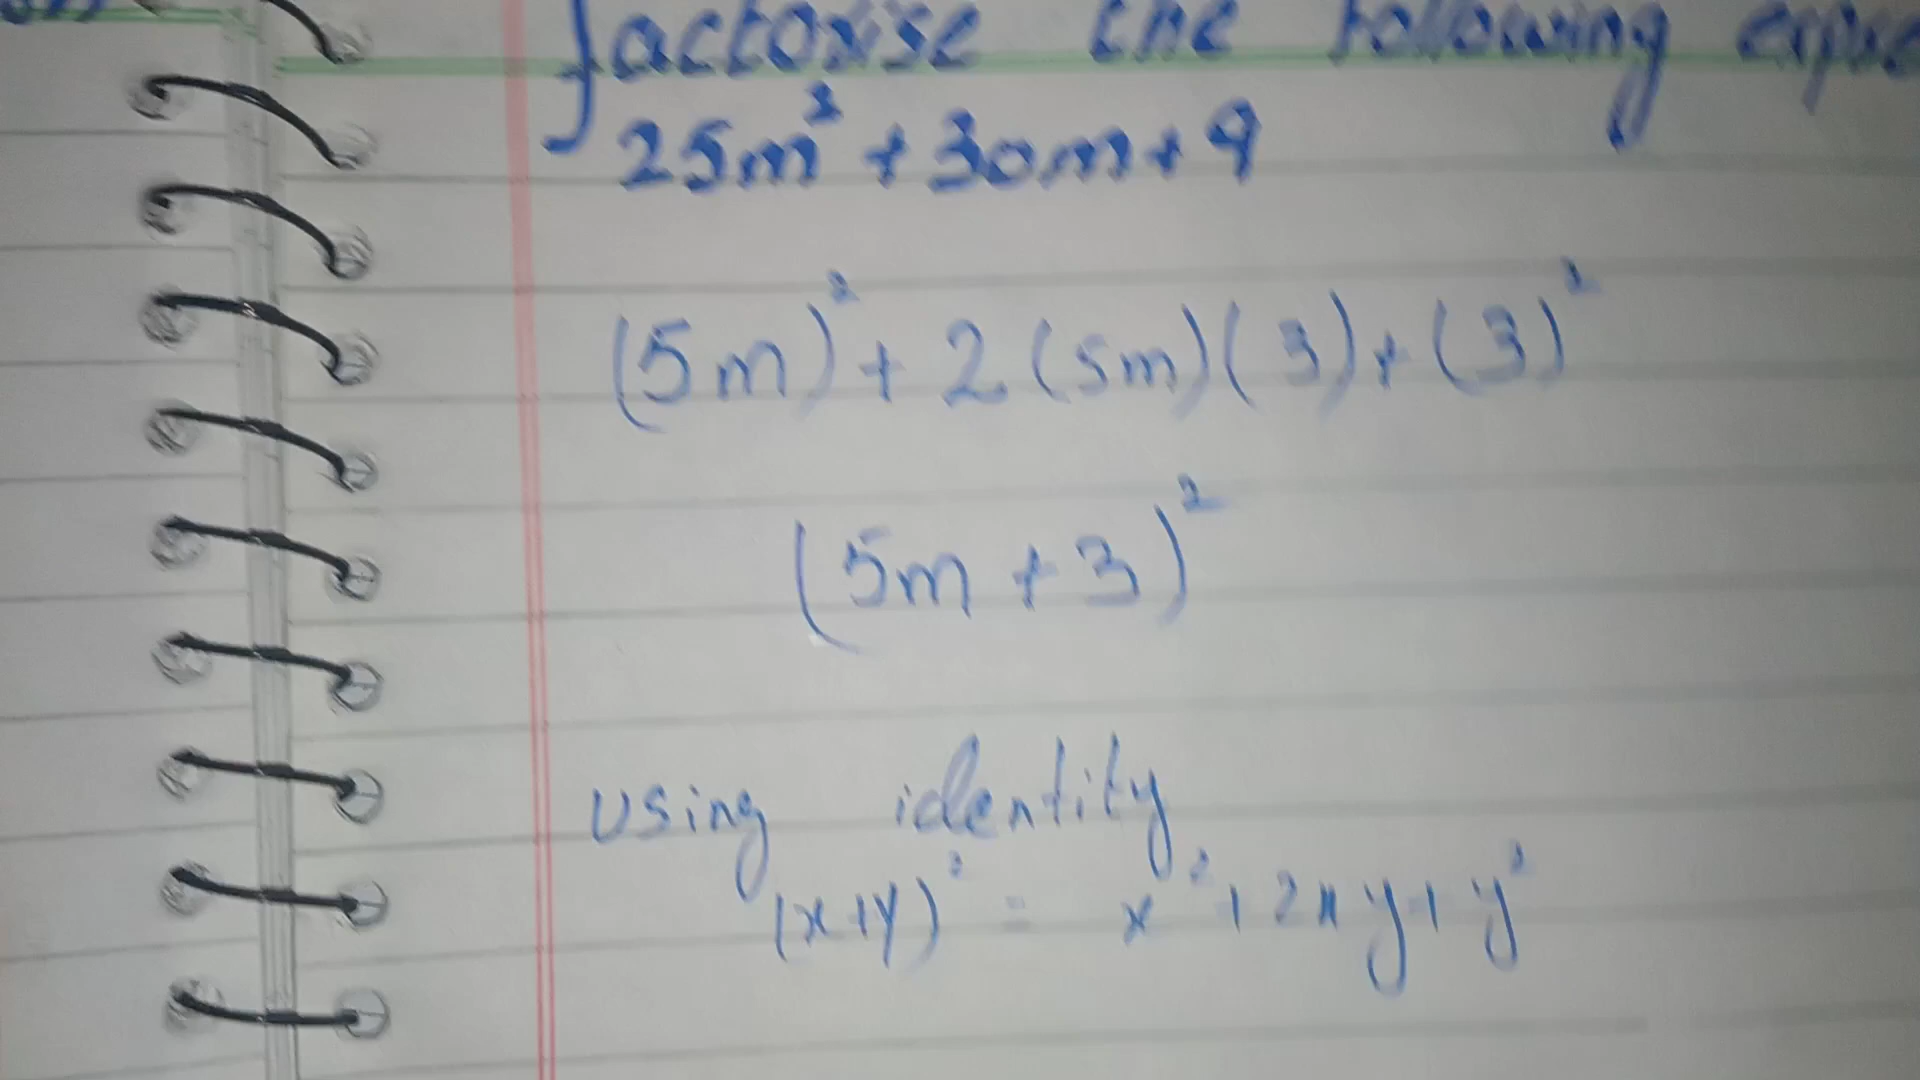 factorise the following
25m² + 30m + 9
(5m)² + 2(5m)(3) + (3)²
(5m + 3)²
using identity
(x+y)² = x² + 2xy + y²